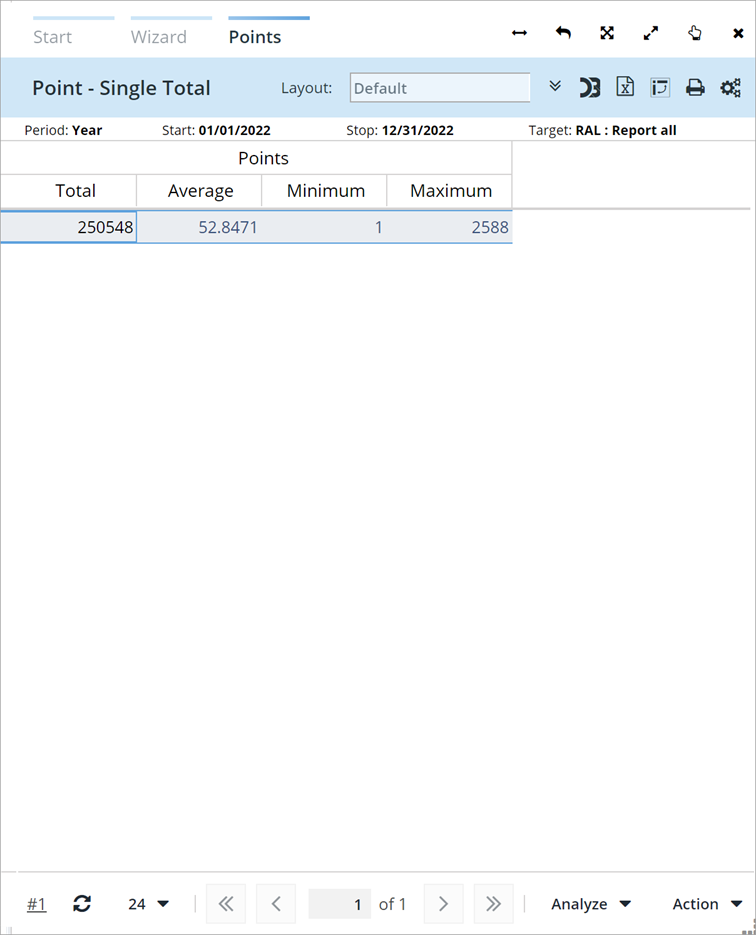 Start Wizard Points
Point - Single Total Layout: Default
Period: Year Start: 01/01/2022 Stop: 12/31/2022 Target: RAL : Report all
Points
Total Average Minimum Maximum
250548 52.8471 1 2588
#1 24 1 of 1 Analyze Action